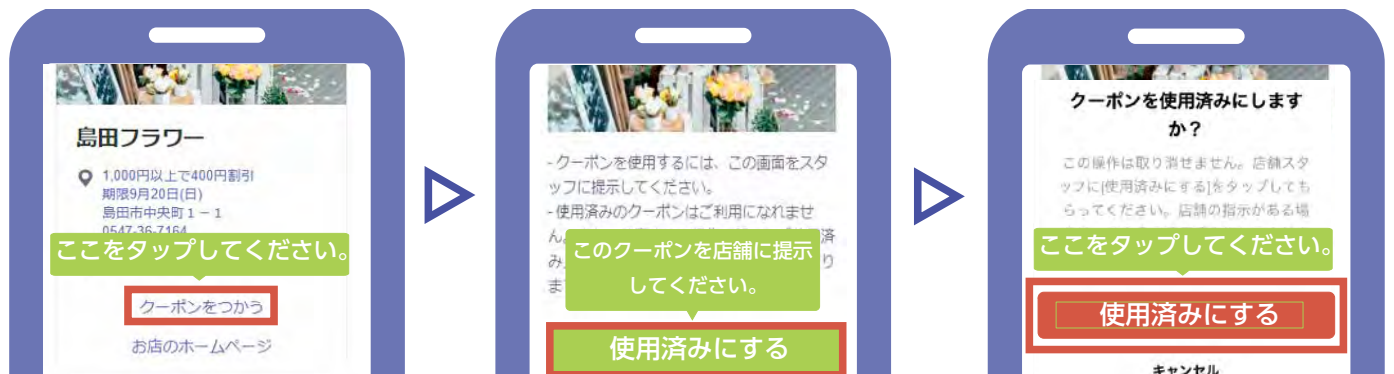 島田フラワー
1,000円以上で400円割引
期限9月20日(日)
島田市中央町1-1
0547-36-7164
ここをタップしてください。
クーポンをつかう
お店のホームページ
- クーポンを使用するには、この画面をスタ
ッフに提示してください。
- 使用済みのクーポンはご利用になれませ
ん。
済
み
り
ま
このクーポンを店舗に提示
してください。
使用済みにする
クーポンを使用済みにします
か？
この操作は取り消せません。店舗スタ
ッフに[使用済みにする]をタップしても
らってください。店舗の指示がある場
ここをタップしてください。
使用済みにする
キャンセル